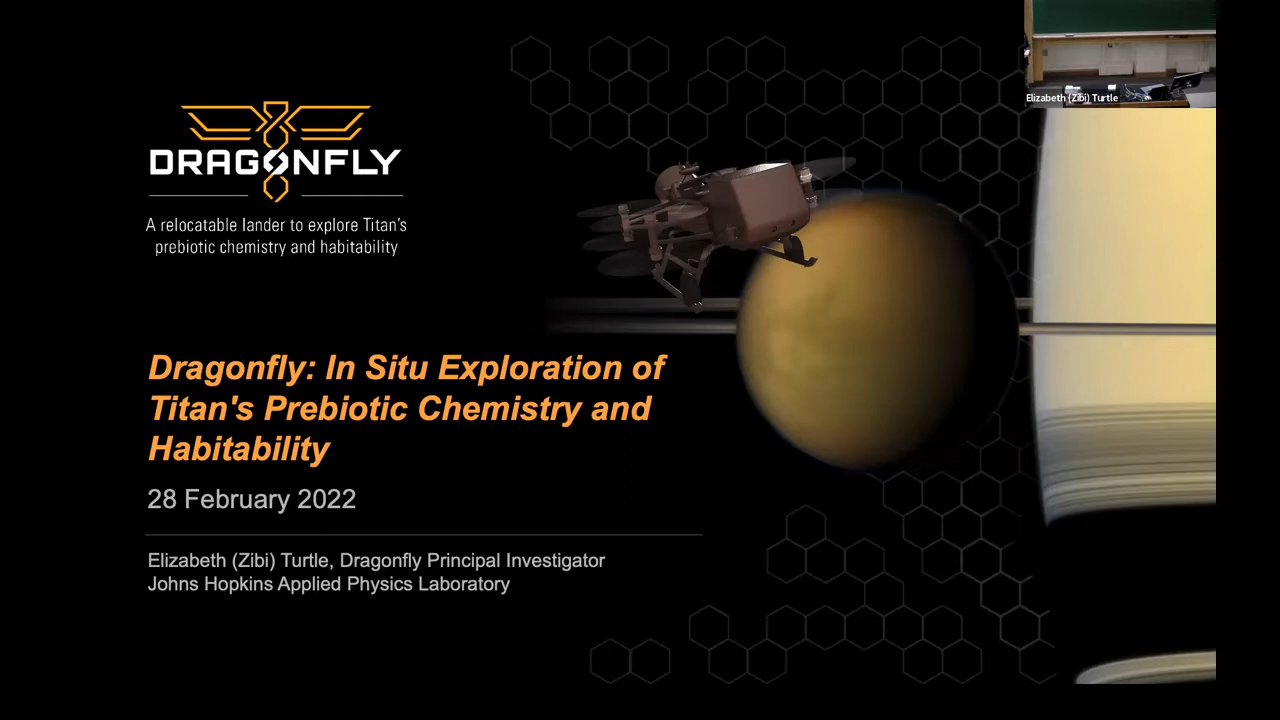 Elizabeth (Zibi) Turtle
DRAGONFLY
A relocatable lander to explore Titan’s
prebiotic chemistry and habitability
Dragonfly: In Situ Exploration of
Titan's Prebiotic Chemistry and
Habitability
28 February 2022
Elizabeth (Zibi) Turtle, Dragonfly Principal Investigator
Johns Hopkins Applied Physics Laboratory